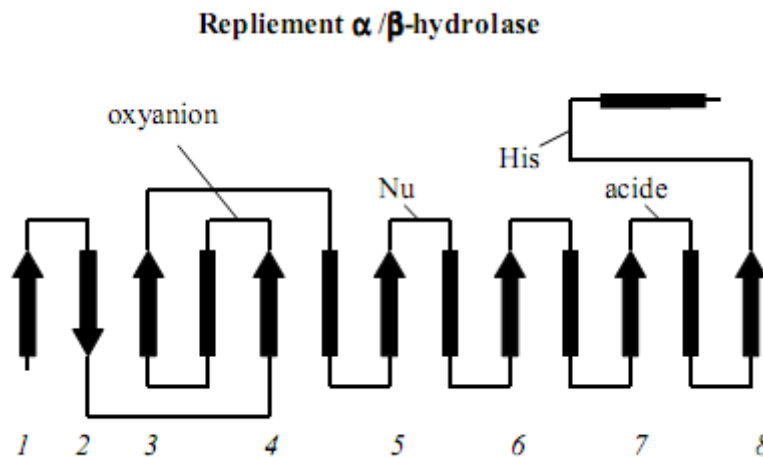 Repliement α /β-hydrolase
oxyanion
His
Nu
acide
1 2 3 4 5 6 7 8